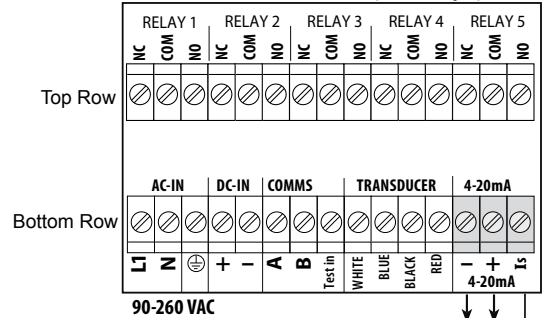 RELAY 1 RELAY 2 RELAY 3 RELAY 4 RELAY 5
NC COM NO NC COM NO NC COM NO NC COM NO NC COM NO
Top Row
AC-IN DC-IN COMMS TRANSDUCER 4-20mA
Bottom Row
L1 N + − A B Test in WHITE BLUE BLACK RED − + Is
4-20mA
90-260 VAC